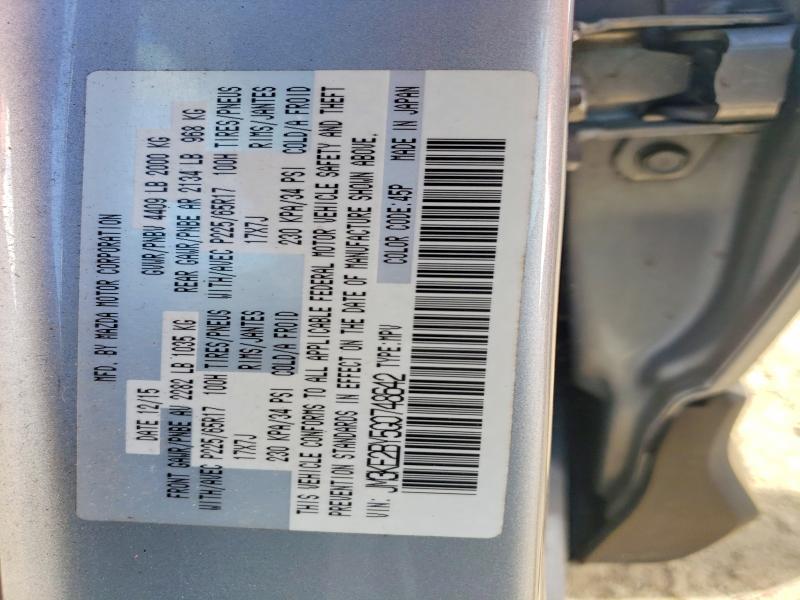 MFD. BY MAZDA MOTOR CORPORATION
DATE 12/15 GVWR/PNBV 4409 LB 2000 KG
FRONT GAWR/PNBE AV 2282 LB 1035 KG REAR GAWR/PNBE AR 2134 LB 968 KG
WITH/AVEC P225/65R17 100H TIRES/PNEUS WITH/AVEC P225/65R17 100H TIRES/PNEUS
17X7J RIMS/JANTES 17X7J RIMS/JANTES
230 KPA/34 PSI COLD/A FROID 230 KPA/34 PSI COLD/A FROID
THIS VEHICLE CONFORMS TO ALL APPLICABLE FEDERAL MOTOR VEHICLE SAFETY AND THEFT
PREVENTION STANDARDS IN EFFECT ON THE DATE OF MANUFACTURE SHOWN ABOVE.
VIN: JM3KE2BY5G0748642 TYPE:MPV COLOR CODE:45P MADE IN JAPAN